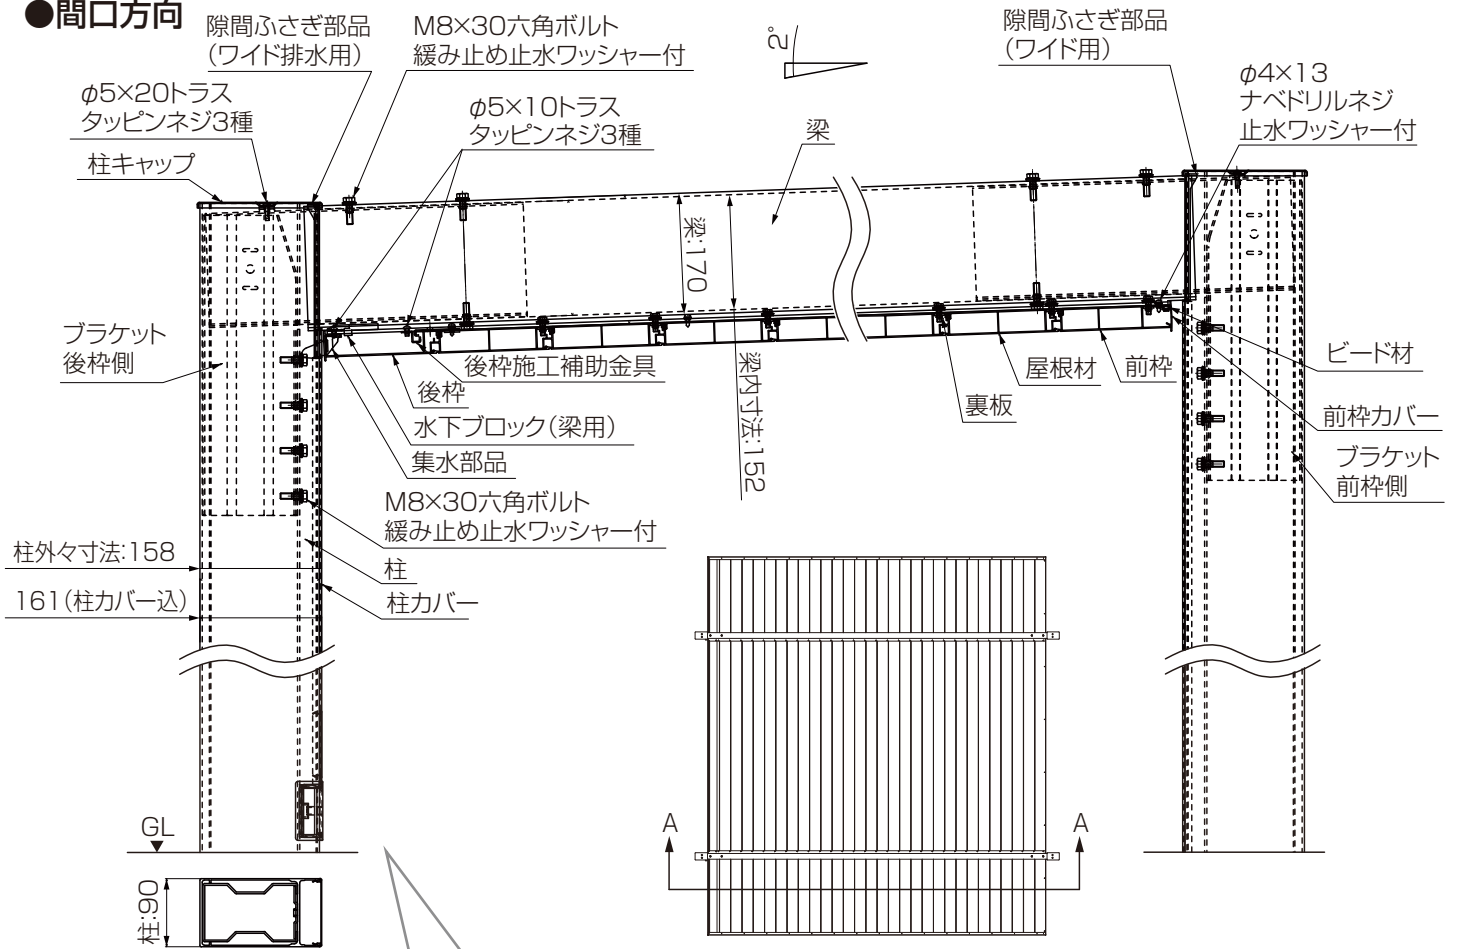 ●間口方向
隙間ふさぎ部品
(ワイド排水用)
M8×30六角ボルト
緩み止め止水ワッシャー付
2°
隙間ふさぎ部品
(ワイド用)
φ4×13
ナベドリルネジ
止水ワッシャー付
φ5×20トラス
タッピンネジ3種
φ5×10トラス
タッピンネジ3種
梁
柱キャップ
梁:170
梁内寸法:152
ブラケット
後枠側
後枠施工補助金具
後枠
水下ブロック(梁用)
集水部品
M8×30六角ボルト
緩み止め止水ワッシャー付
裏板
屋根材
前枠
ビード材
前枠カバー
ブラケット
前枠側
柱外々寸法:158
柱
161(柱カバー込)
柱カバー
A
A
GL
柱:90